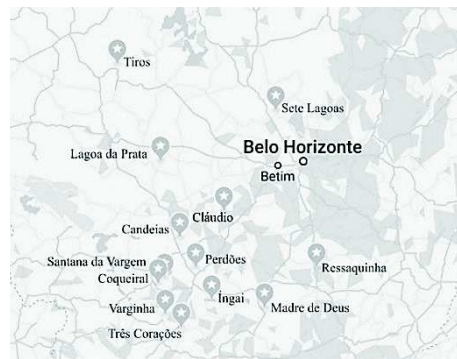 Tiros
Sete Lagoas
Belo Horizonte
Lagoa da Prata
Betim
Cláudio
Candeias
Santana da Vargem
Perdões
Ressaquinha
Coqueiral
Íngai
Varginha
Madre de Deus
Três Corações